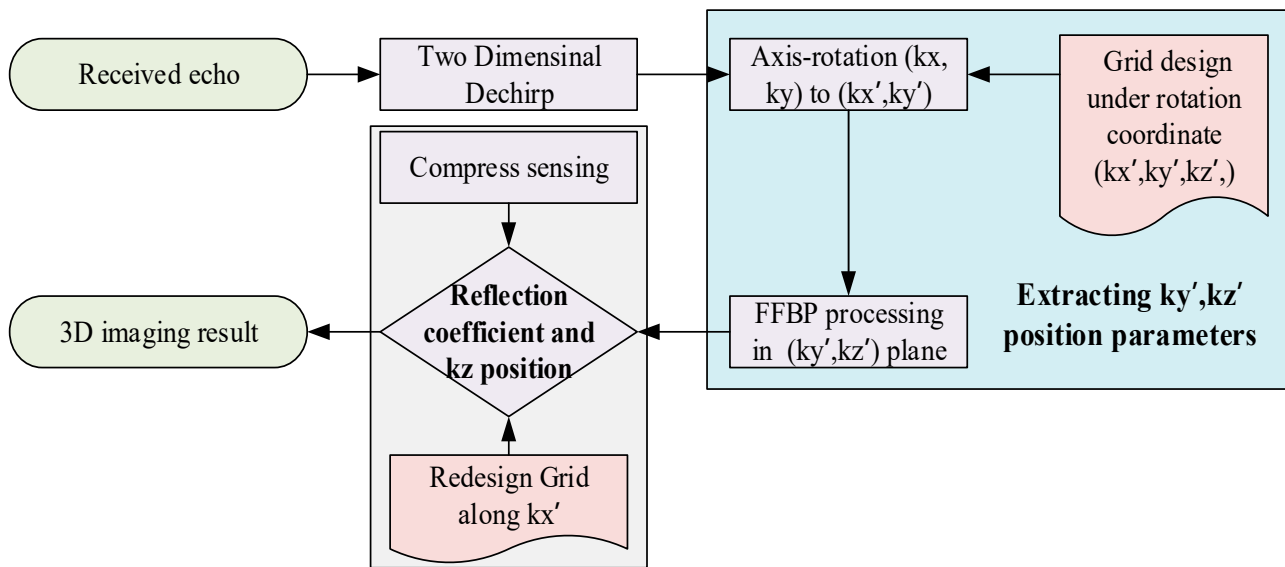 Received echo
Two Dimensinal
Dechirp
Axis-rotation (kx,
ky) to (kx′,ky′)
Grid design
under rotation
coordinate
(kx′,ky′,kz′,)
Compress sensing
Reflection
coefficient and
kz position
3D imaging result
FFBP processing
in (ky′,kz′) plane
Extracting ky′,kz′
position parameters
Redesign Grid
along kx′